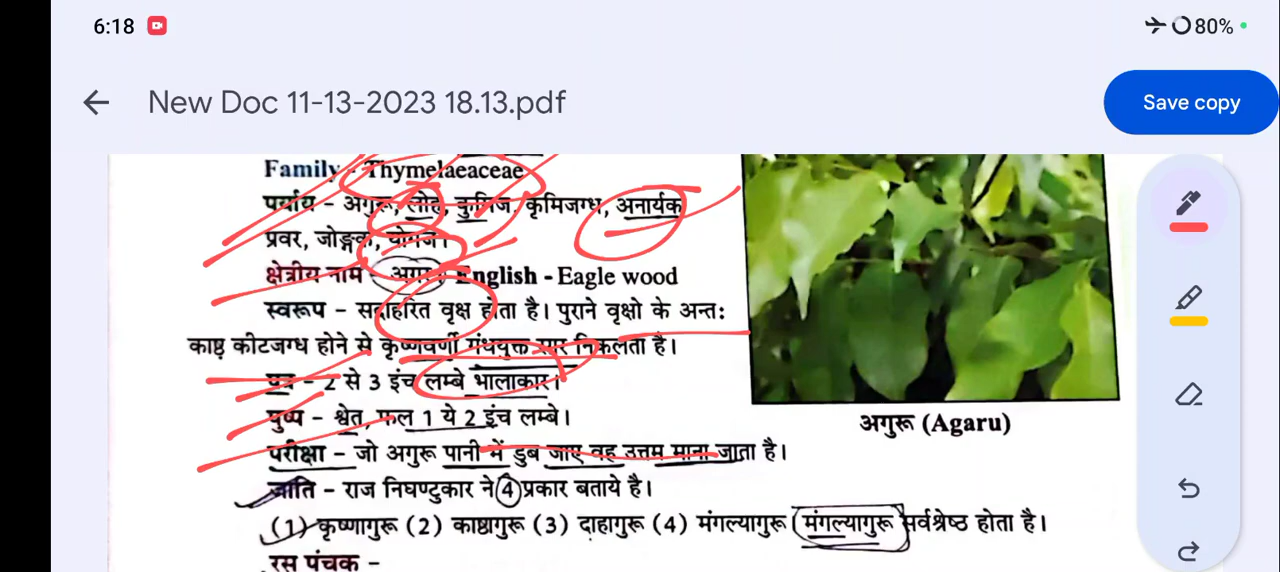 6:18
80%
New Doc 11-13-2023 18.13.pdf
Save copy
Family - Thymelaeaceae
पर्याय - अगुरू, लोह, कृमिज, कृमिजग्ध, अनार्यक
प्रवर, जोङ्गक, योगज।
क्षेत्रीय नाम - अगर, English - Eagle wood
स्वरूप - सदाहरित वृक्ष होता है। पुराने वृक्षो के अन्तः
काष्ठ कीटजग्ध होने से कृष्णवर्णी गंधयुक्त सार निकलता है।
पत्र - 2 से 3 इंच लम्बे भालाकार।
पुष्प - श्वेत, फल 1 ये 2 इंच लम्बे।
परीक्षा - जो अगुरू पानी में डुब जाए वह उत्तम माना जाता है।
जाति - राज निघण्टुकार ने 4 प्रकार बताये है।
(1) कृष्णागुरू (2) काष्ठागुरू (3) दाहागुरू (4) मंगल्यागुरू (मंगल्यागुरू सर्वश्रेष्ठ होता है।
रस पंचक -
अगुरू (Agaru)